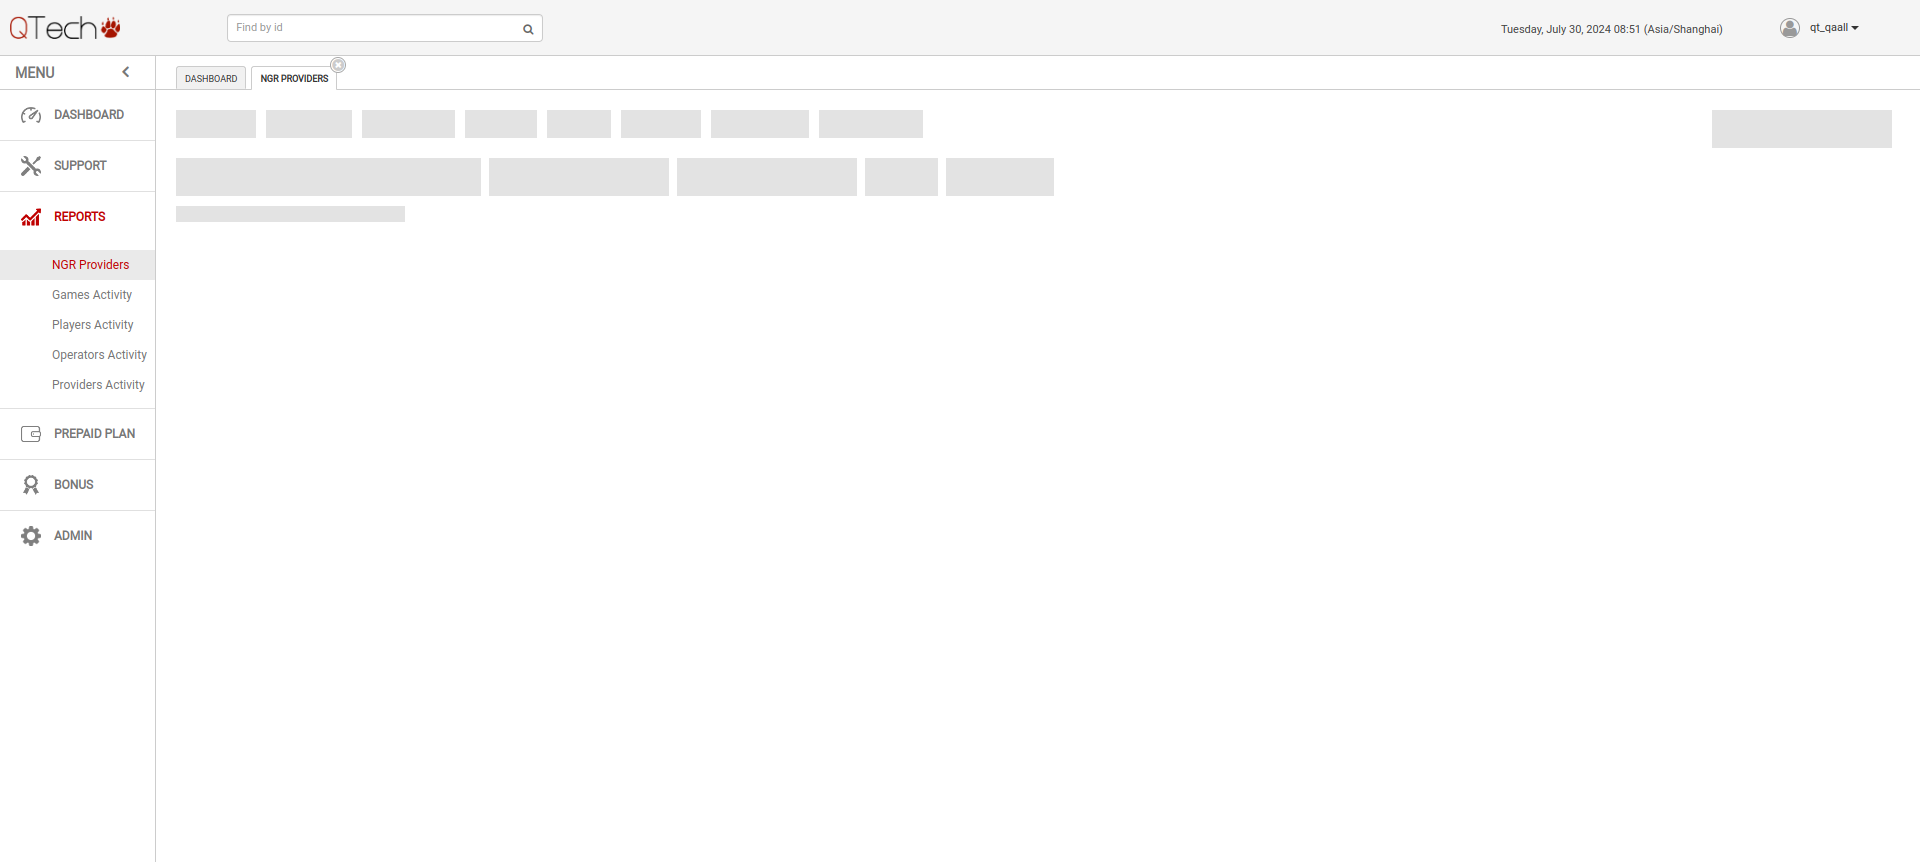 QTech
Find by id
Tuesday, July 30, 2024 08:51 (Asia/Shanghai)
qt_qaall
MENU
DASHBOARD
NGR PROVIDERS
DASHBOARD
SUPPORT
REPORTS
NGR Providers
Games Activity
Players Activity
Operators Activity
Providers Activity
PREPAID PLAN
BONUS
ADMIN